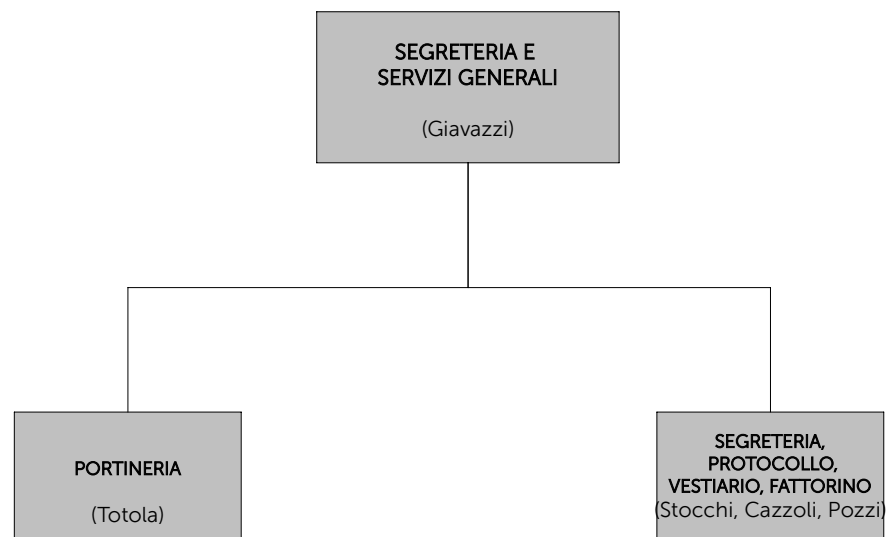 SEGRETERIA E
SERVIZI GENERALI
(Giavazzi)
PORTINERIA
(Totola)
SEGRETERIA,
PROTOCOLLO,
VESTIARIO, FATTORINO
(Stocchi, Cazzoli, Pozzi)